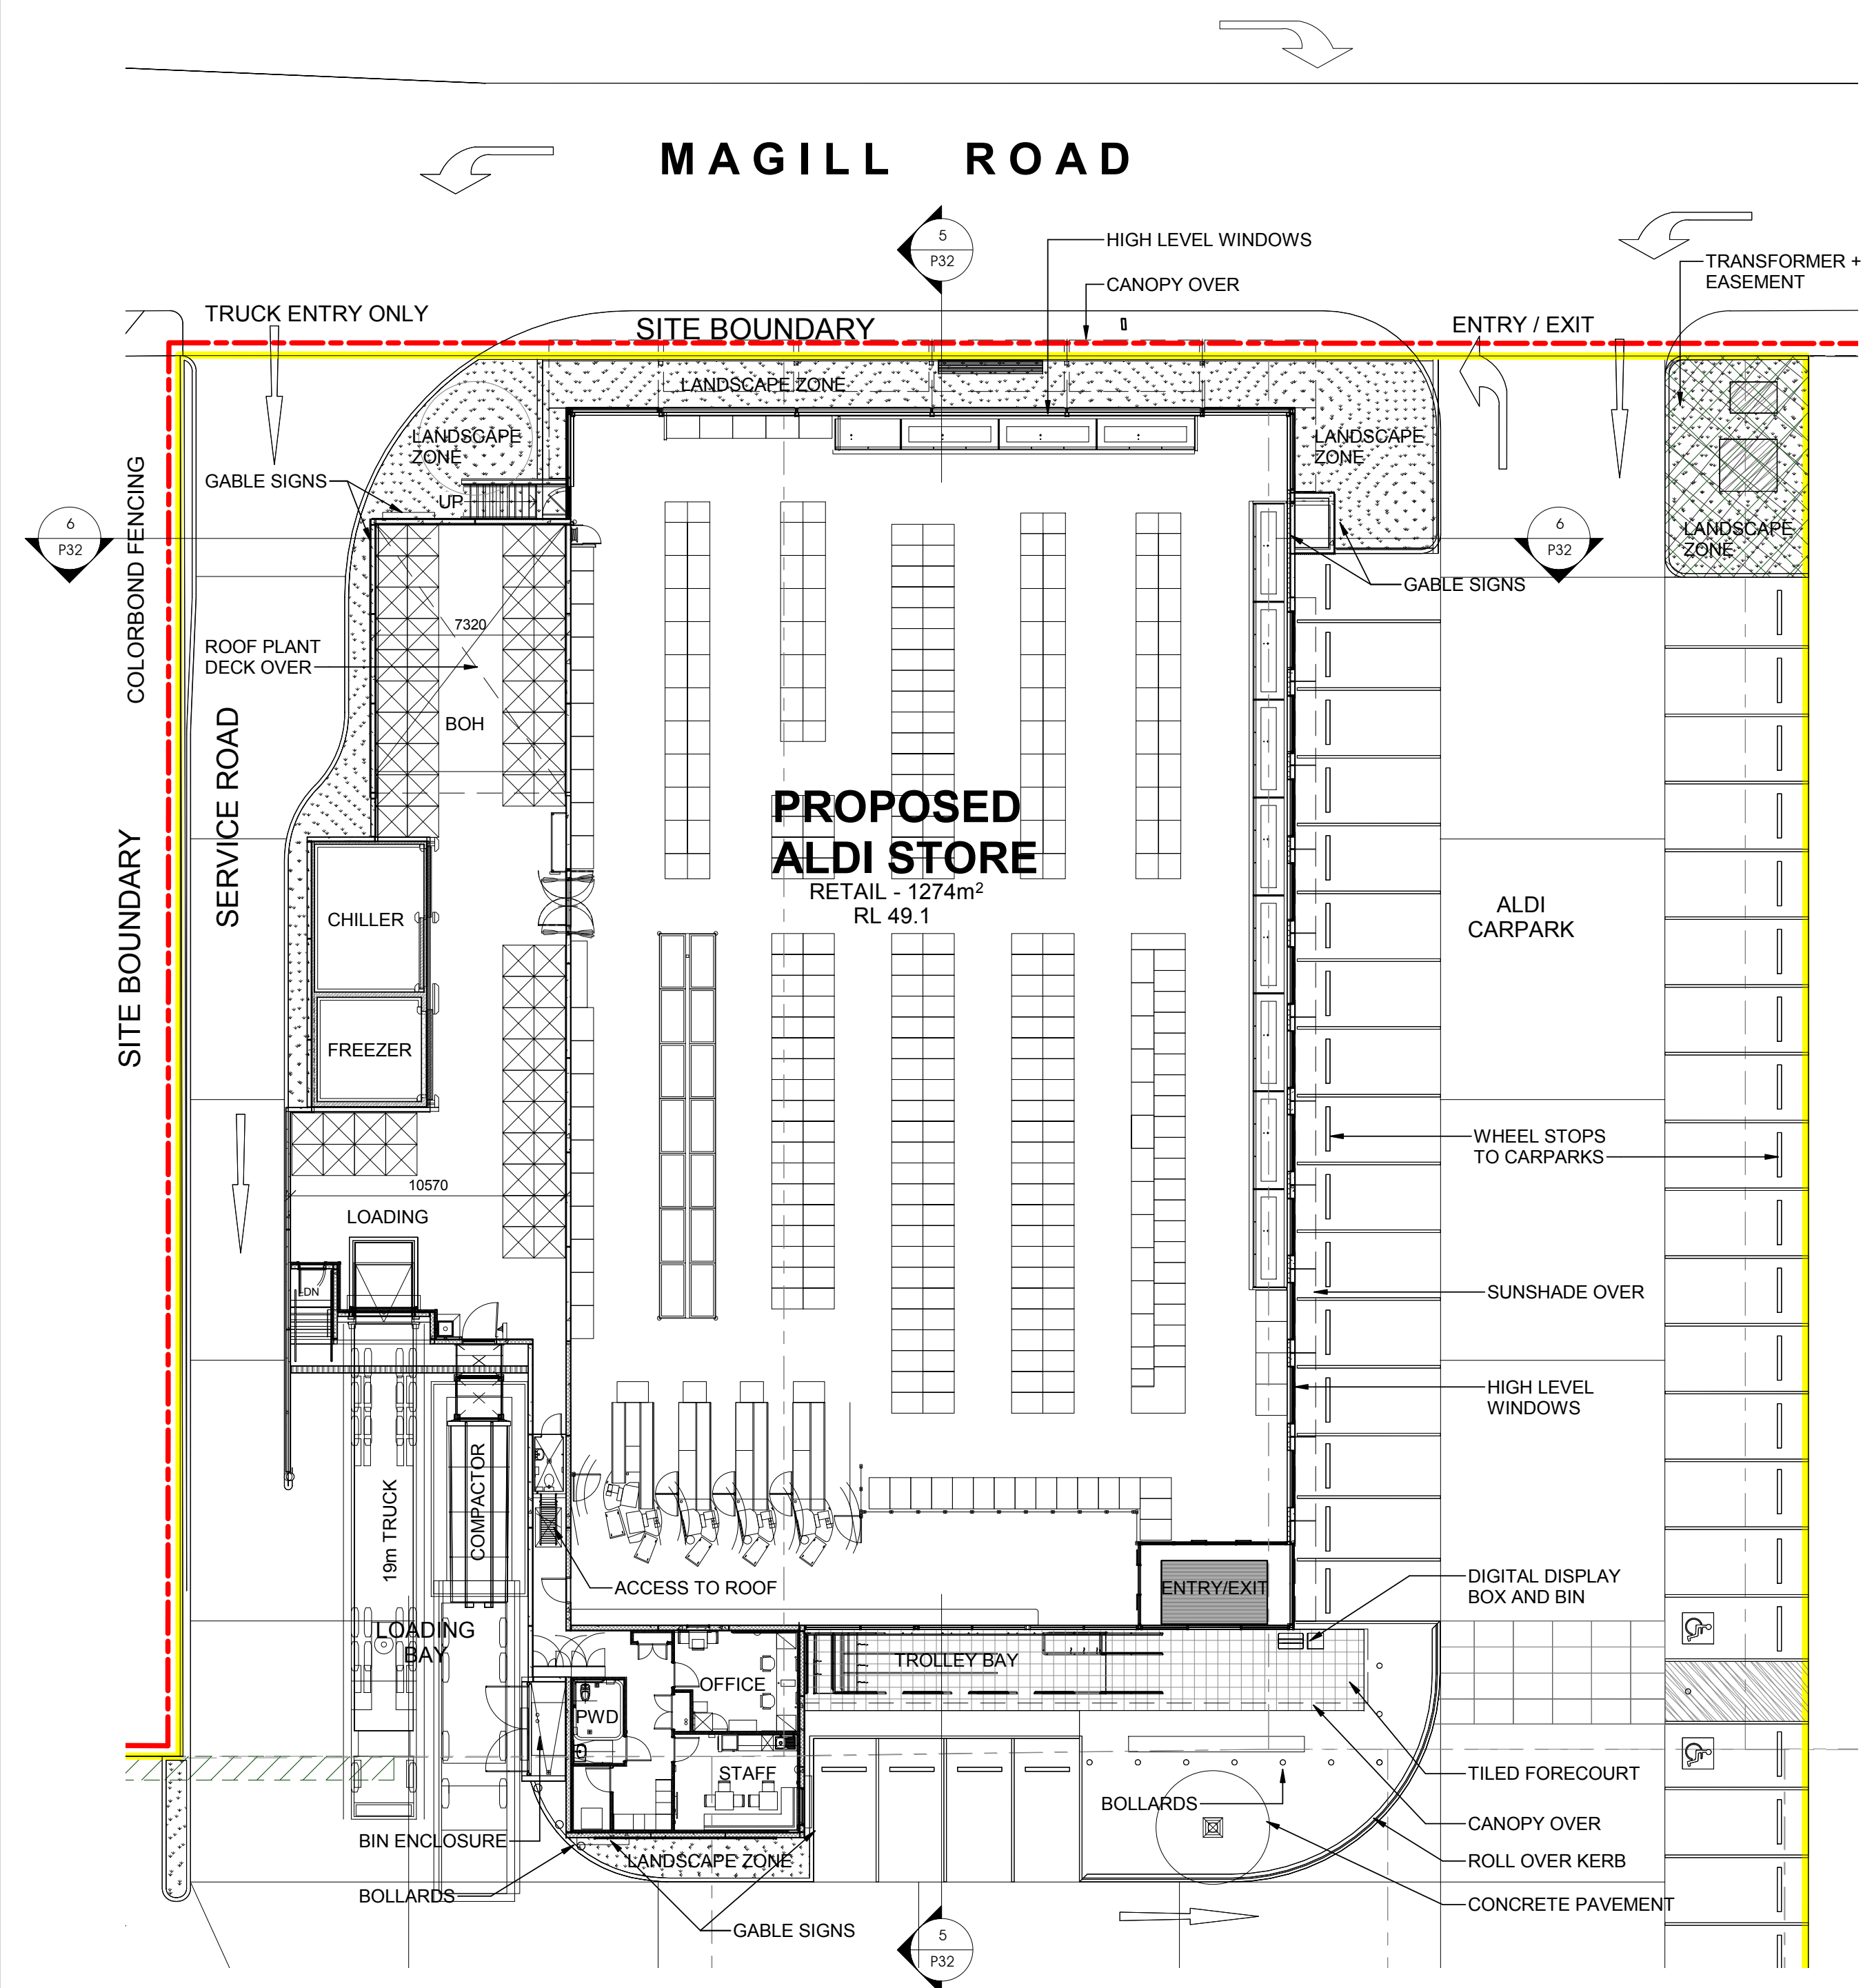 MAGILL ROAD
5
P32
HIGH LEVEL WINDOWS
CANOPY OVER
TRANSFORMER +
EASEMENT
TRUCK ENTRY ONLY
SITE BOUNDARY
ENTRY / EXIT
LANDSCAPE ZONE
LANDSCAPE
ZONE
LANDSCAPE
ZONE
GABLE SIGNS
UP
COLORBOND FENCING
6
P32
6
P32
LANDSCAPE
ZONE
GABLE SIGNS
7320
ROOF PLANT
DECK OVER
BOH
SERVICE ROAD
SITE BOUNDARY
PROPOSED
ALDI STORE
RETAIL - 1274m²
RL 49.1
CHILLER
ALDI
CARPARK
FREEZER
WHEEL STOPS
TO CARPARKS
10570
LOADING
DN
SUNSHADE OVER
HIGH LEVEL
WINDOWS
19m TRUCK
COMPACTOR
ACCESS TO ROOF
ENTRY/EXIT
DIGITAL DISPLAY
BOX AND BIN
LOADING
BAY
TROLLEY BAY
OFFICE
PWD
STAFF
TILED FORECOURT
BOLLARDS
CANOPY OVER
BIN ENCLOSURE
LANDSCAPE ZONE
ROLL OVER KERB
BOLLARDS
CONCRETE PAVEMENT
GABLE SIGNS
5
P32